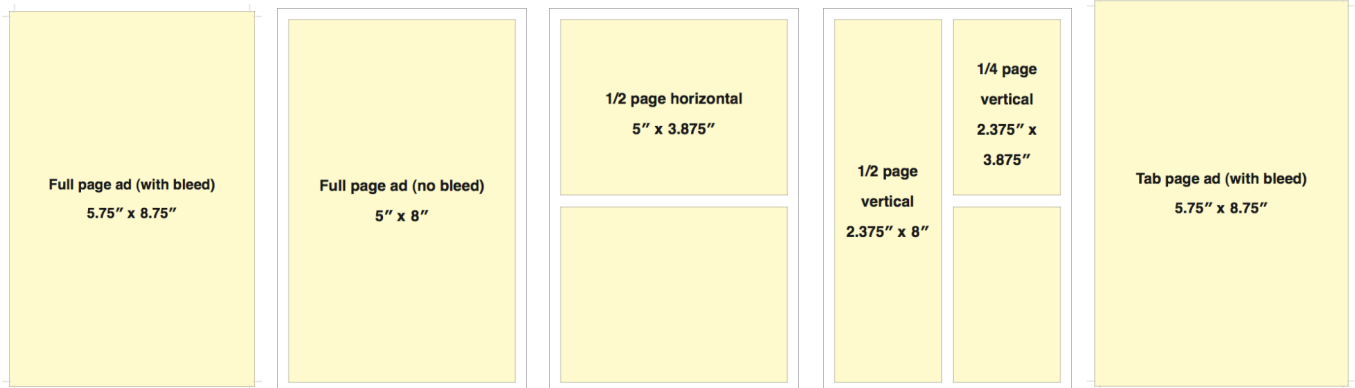 Full page ad (with bleed)
5.75″ x 8.75″
Full page ad (no bleed)
5″ x 8″
1/2 page horizontal
5″ x 3.875″
1/2 page
vertical
2.375″ x 8″
1/4 page
vertical
2.375″ x
3.875″
Tab page ad (with bleed)
5.75″ x 8.75″